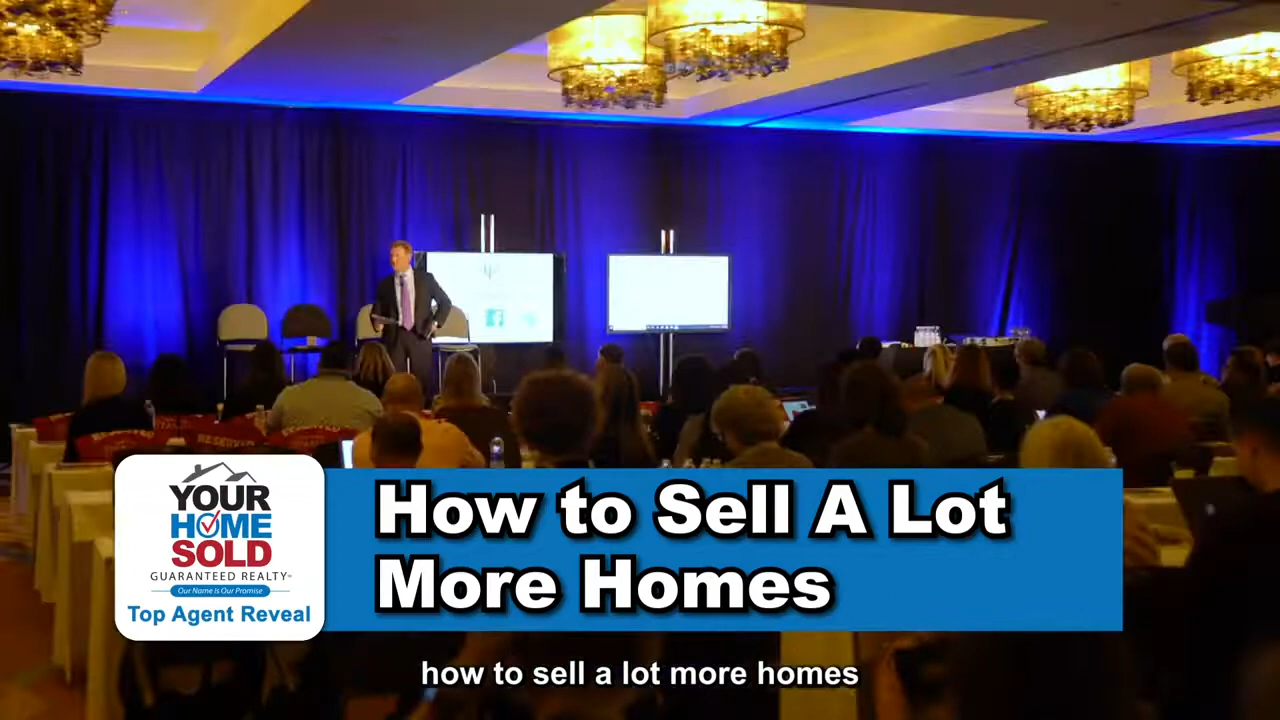 RESERVED
YOUR
HOME
SOLD
GUARANTEED REALTY
Our Name is Our Promise
Top Agent Reveal
How to Sell A Lot
More Homes
how to sell a lot more homes